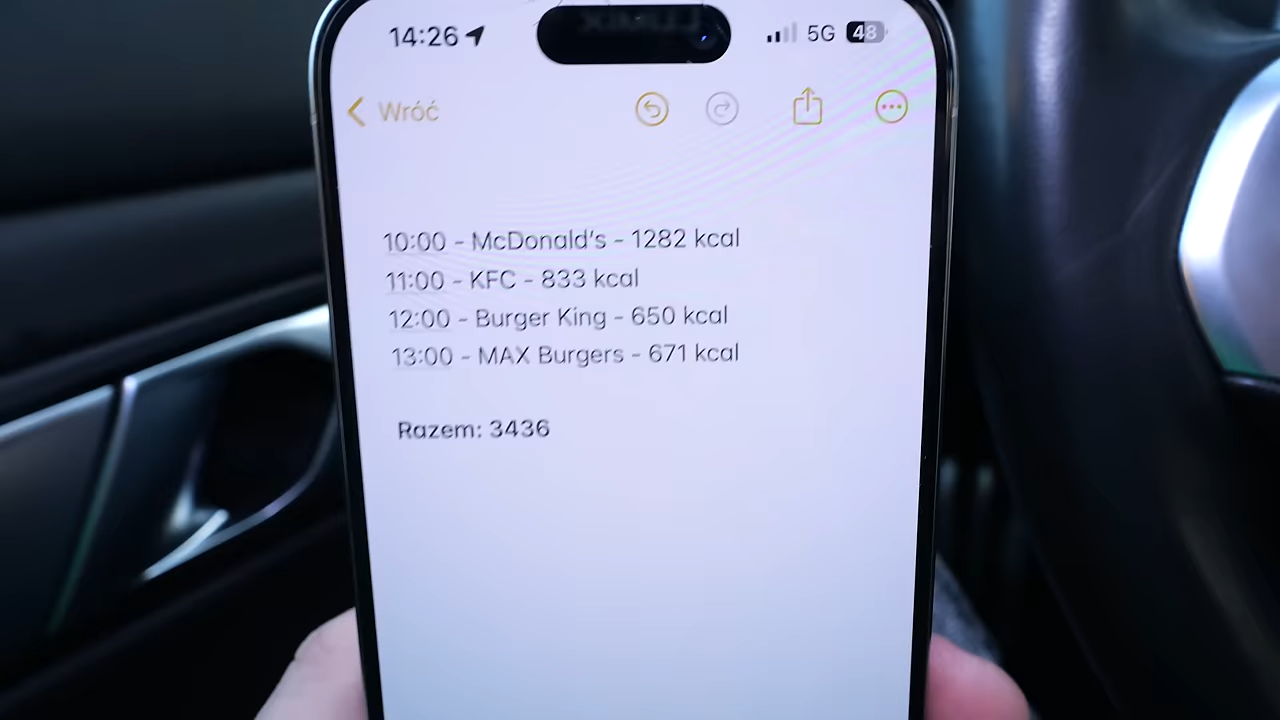 14:26
5G 48
Wróć
10:00 - McDonald's - 1282 kcal
11:00 - KFC - 833 kcal
12:00 - Burger King - 650 kcal
13:00 - MAX Burgers - 671 kcal
Razem: 3436